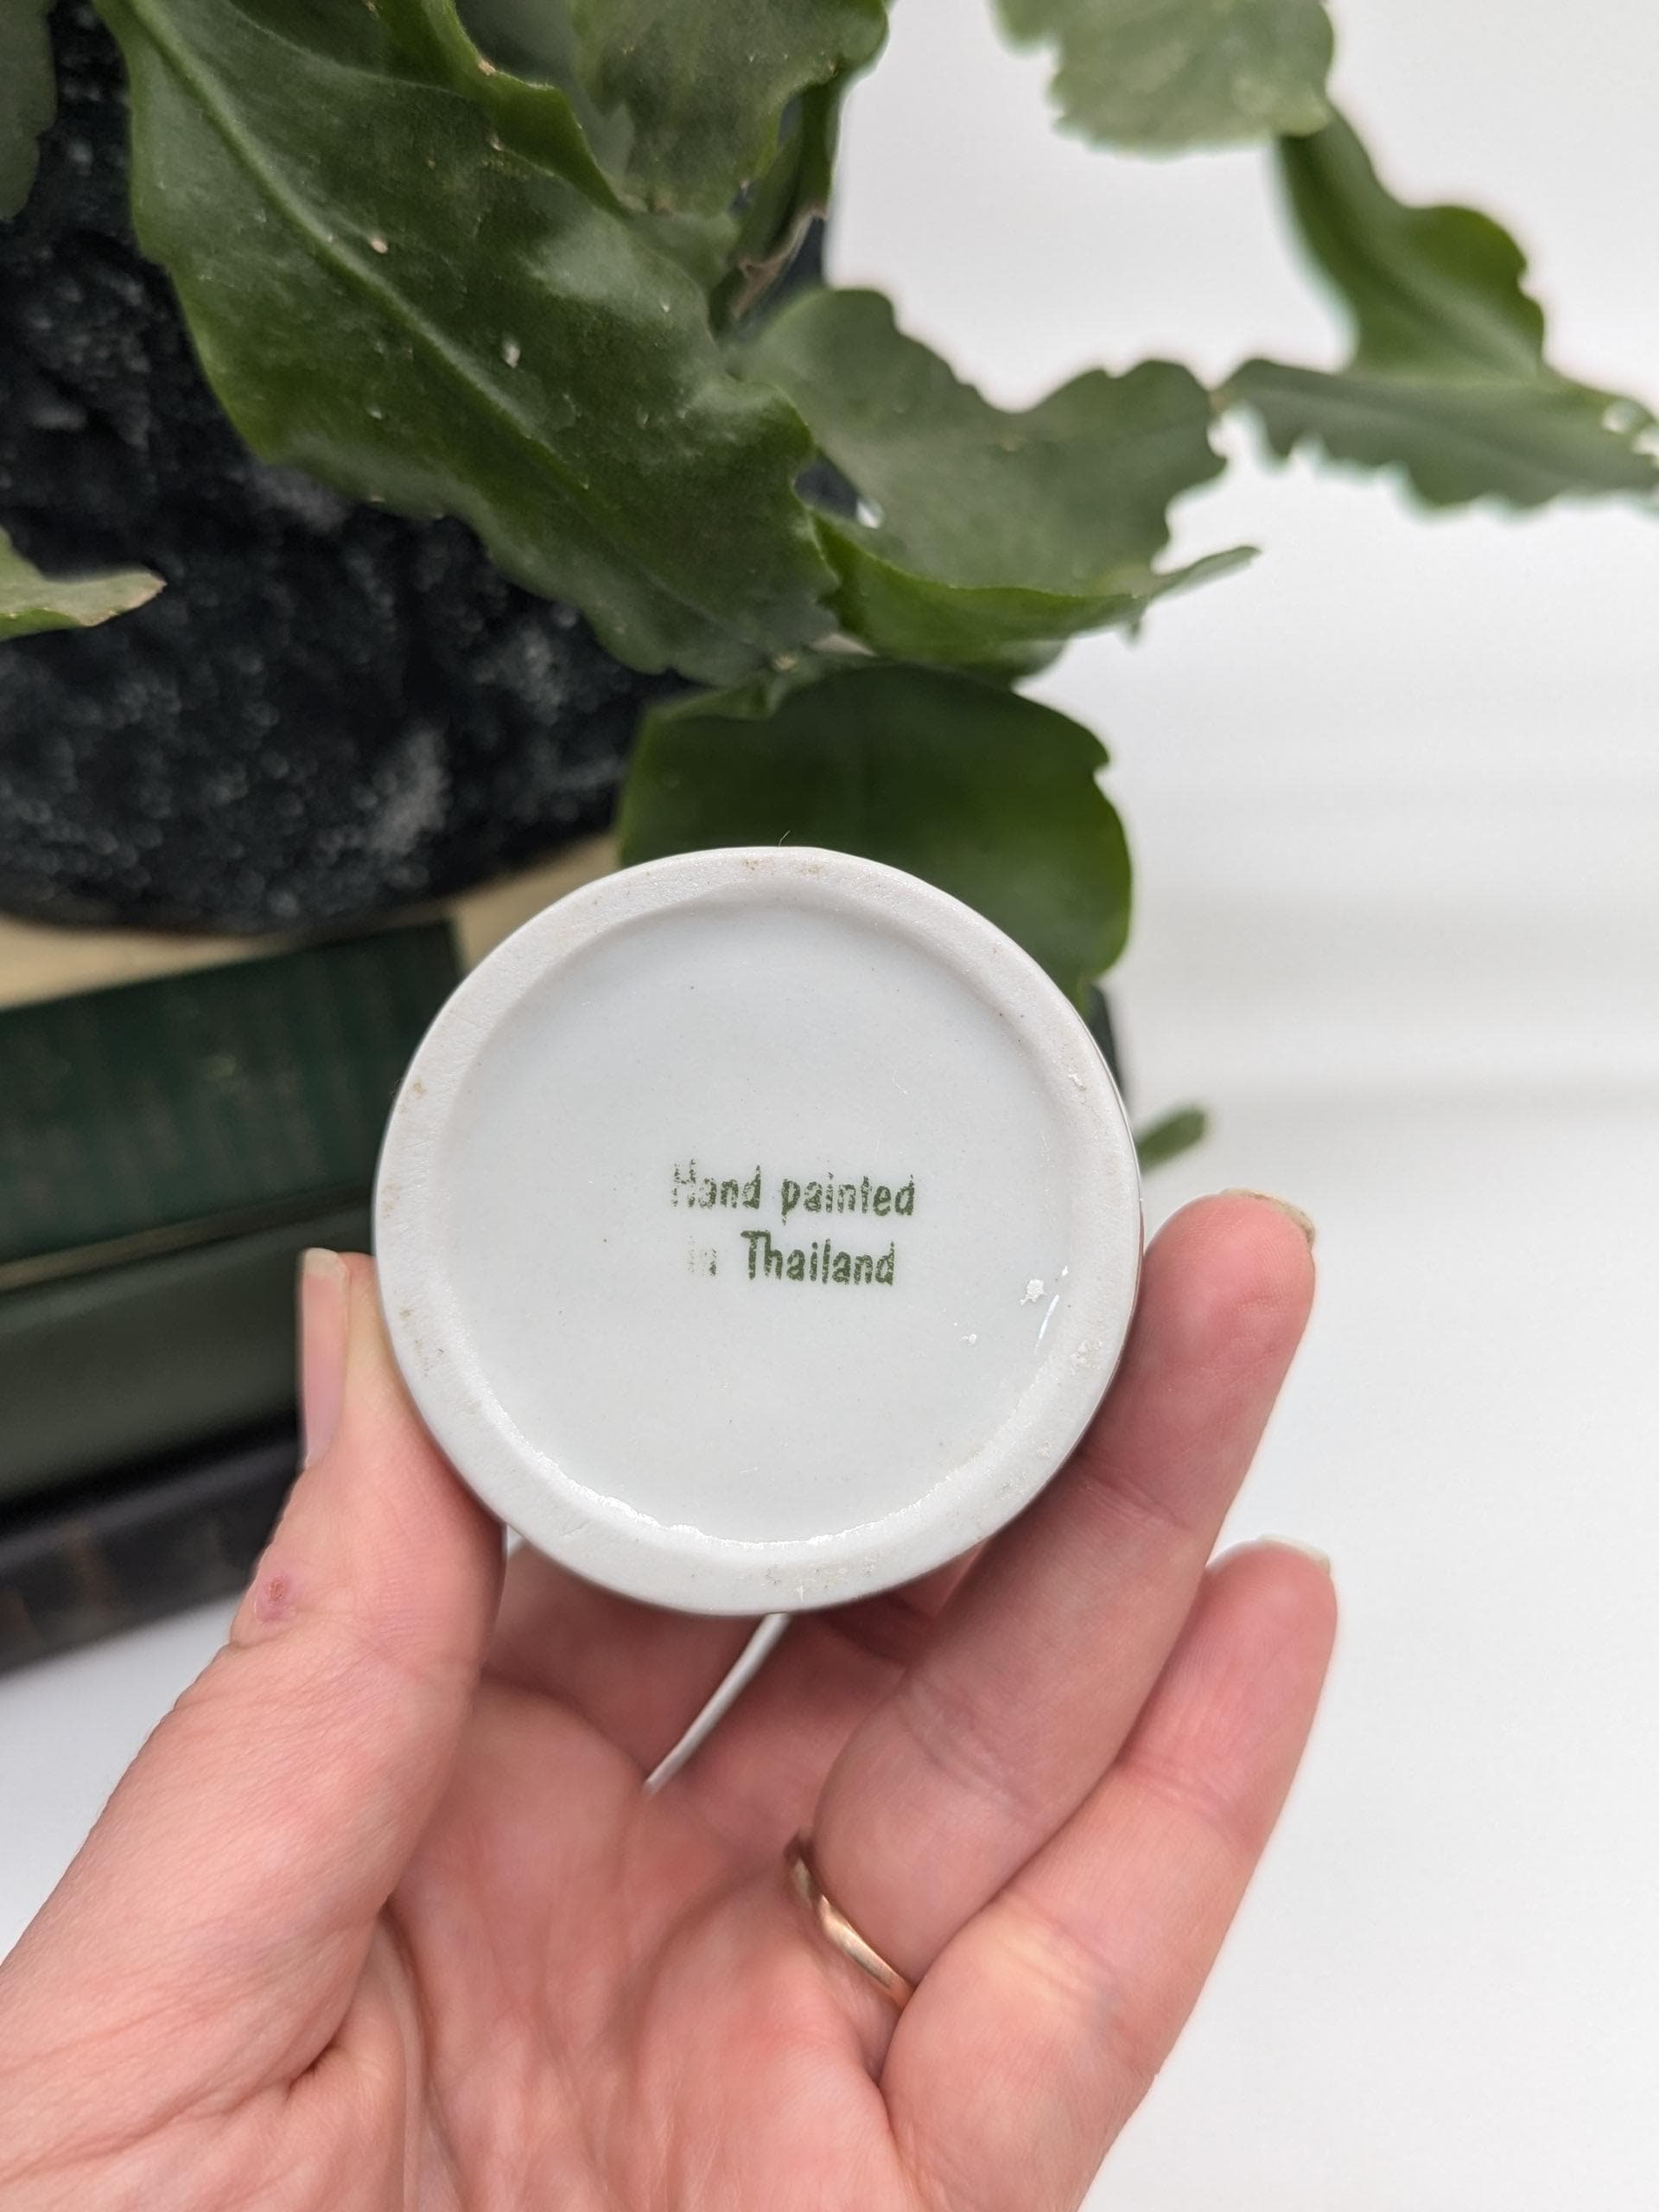 Hand painted
in Thailand